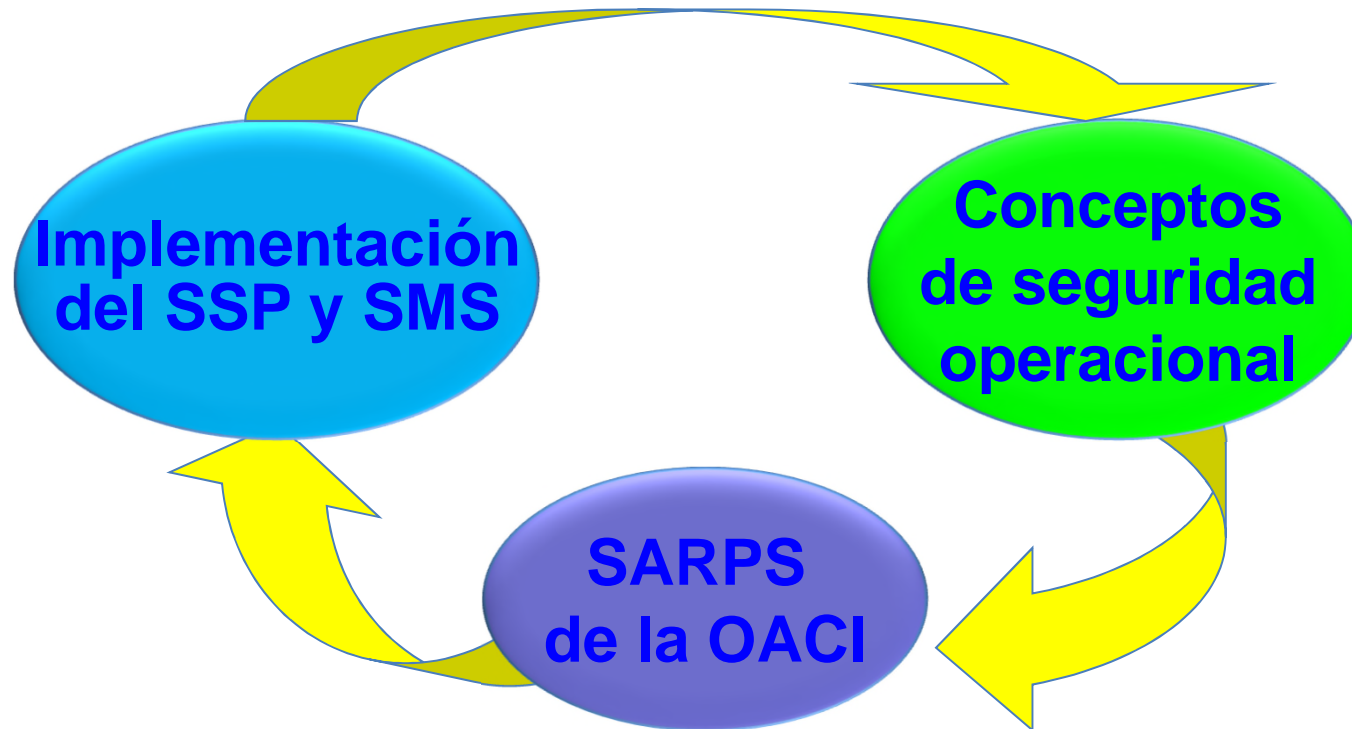 Implementación
del SSP y SMS
Conceptos
de seguridad
operacional
SARPS
de la OACI